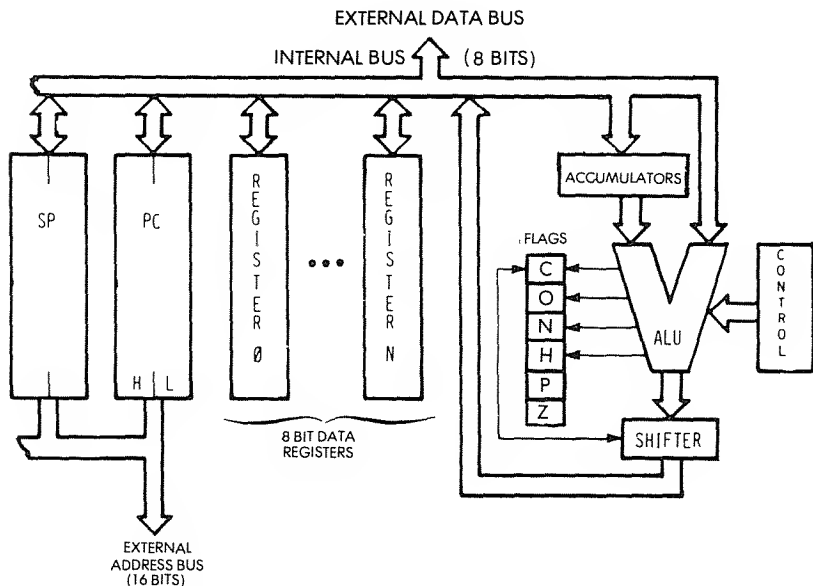 EXTERNAL DATA BUS
INTERNAL BUS (8 BITS)
SP
PC
H L
REGISTER Ø
•••
REGISTER N
8 BIT DATA
REGISTERS
ACCUMULATORS
FLAGS
C
O
N
H
P
Z
ALU
CONTROL
SHIFTER
EXTERNAL
ADDRESS BUS
(16 BITS)